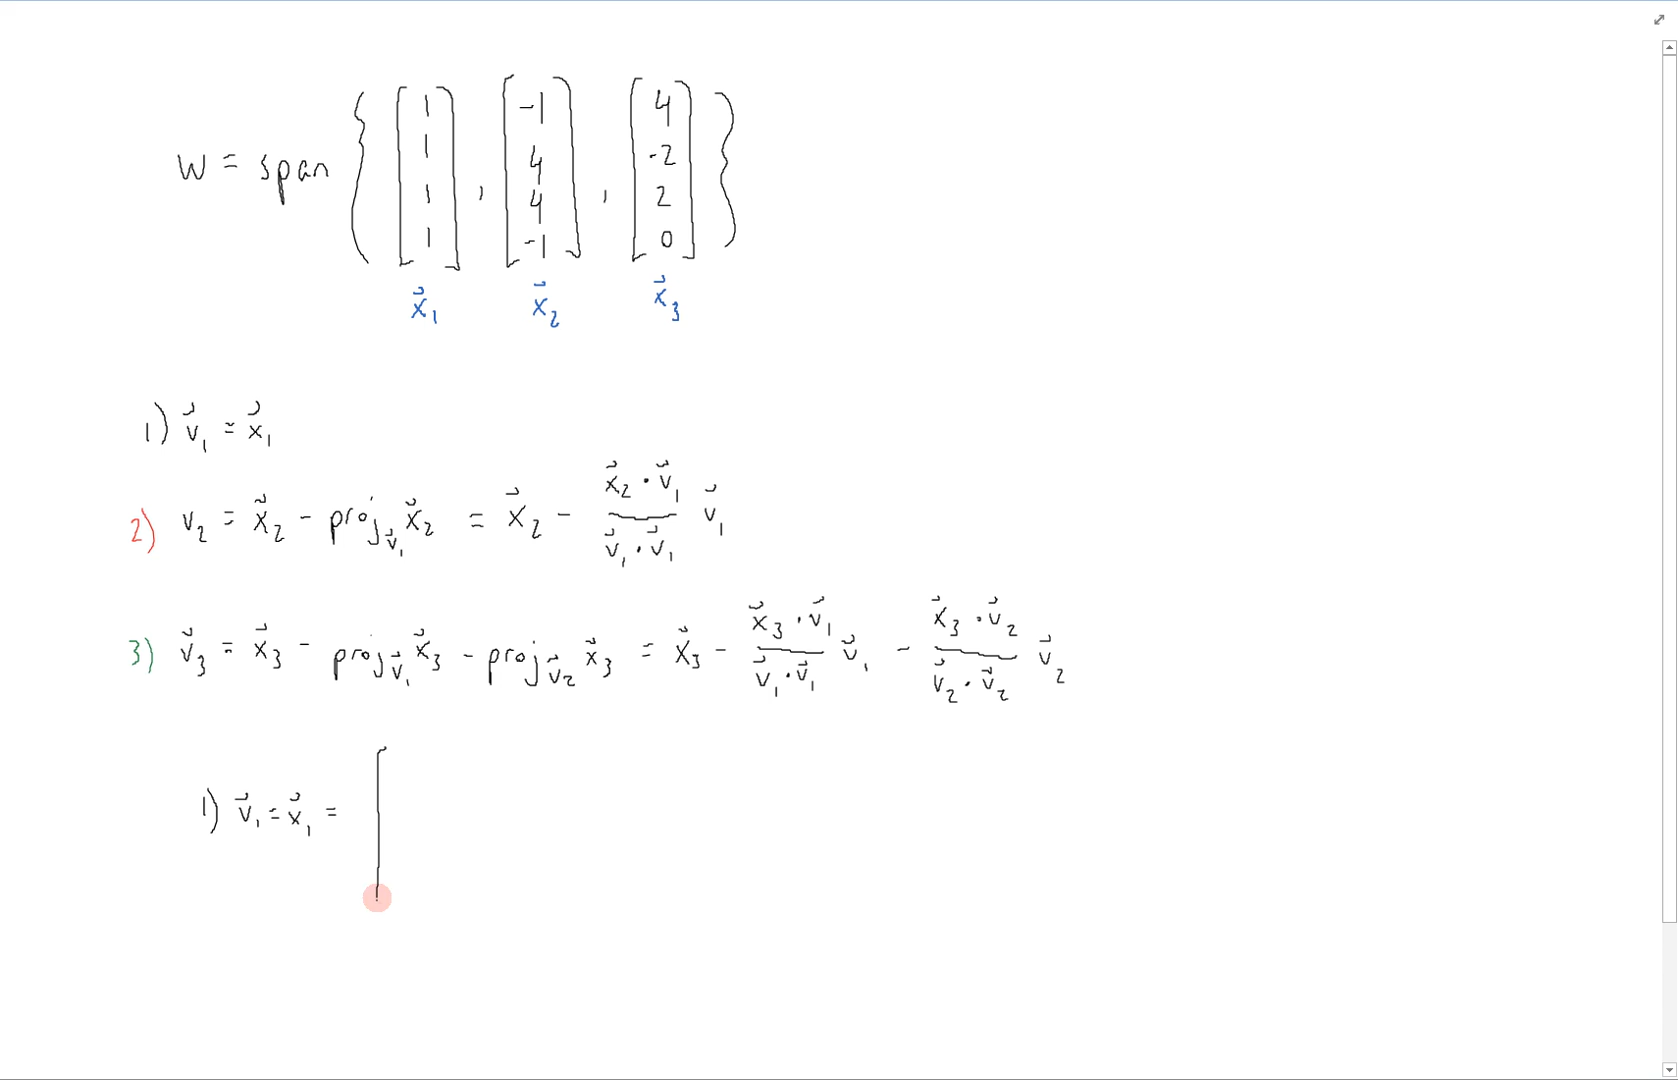 W = span { [1 1 1 1], [-1 4 4 -1], [4 -2 2 0] }
x⃗₁ x⃗₂ x⃗₃
1) v⃗₁ = x⃗₁
2) v₂ = x⃗₂ - proj_v⃗₁ x⃗₂ = x⃗₂ - (x⃗₂ · v⃗₁)/(v⃗₁ · v⃗₁) v⃗₁
3) v⃗₃ = x⃗₃ - proj_v⃗₁ x⃗₃ - proj_v⃗₂ x⃗₃ = x⃗₃ - (x⃗₃ · v⃗₁)/(v⃗₁ · v⃗₁) v⃗₁ - (x⃗₃ · v⃗₂)/(v⃗₂ · v⃗₂) v⃗₂
1) v⃗₁ = x⃗₁ = [